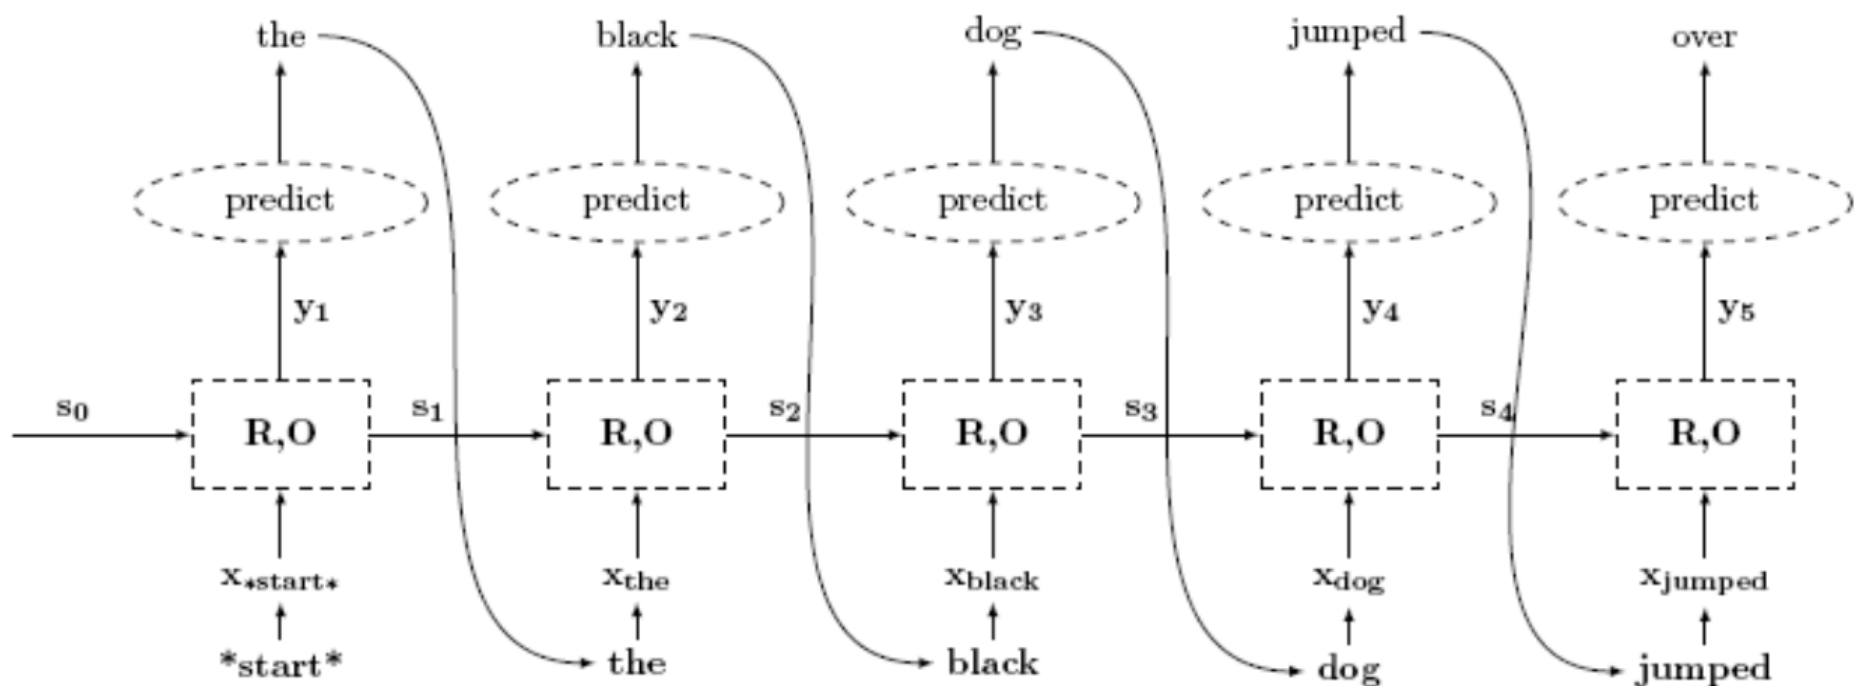 the black dog jumped over
predict predict predict predict predict
y₁ y₂ y₃ y₄ y₅
s₀ s₁ s₂ s₃ s₄
R,O R,O R,O R,O R,O
x*start* xthe xblack xdog xjumped
*start* the black dog jumped